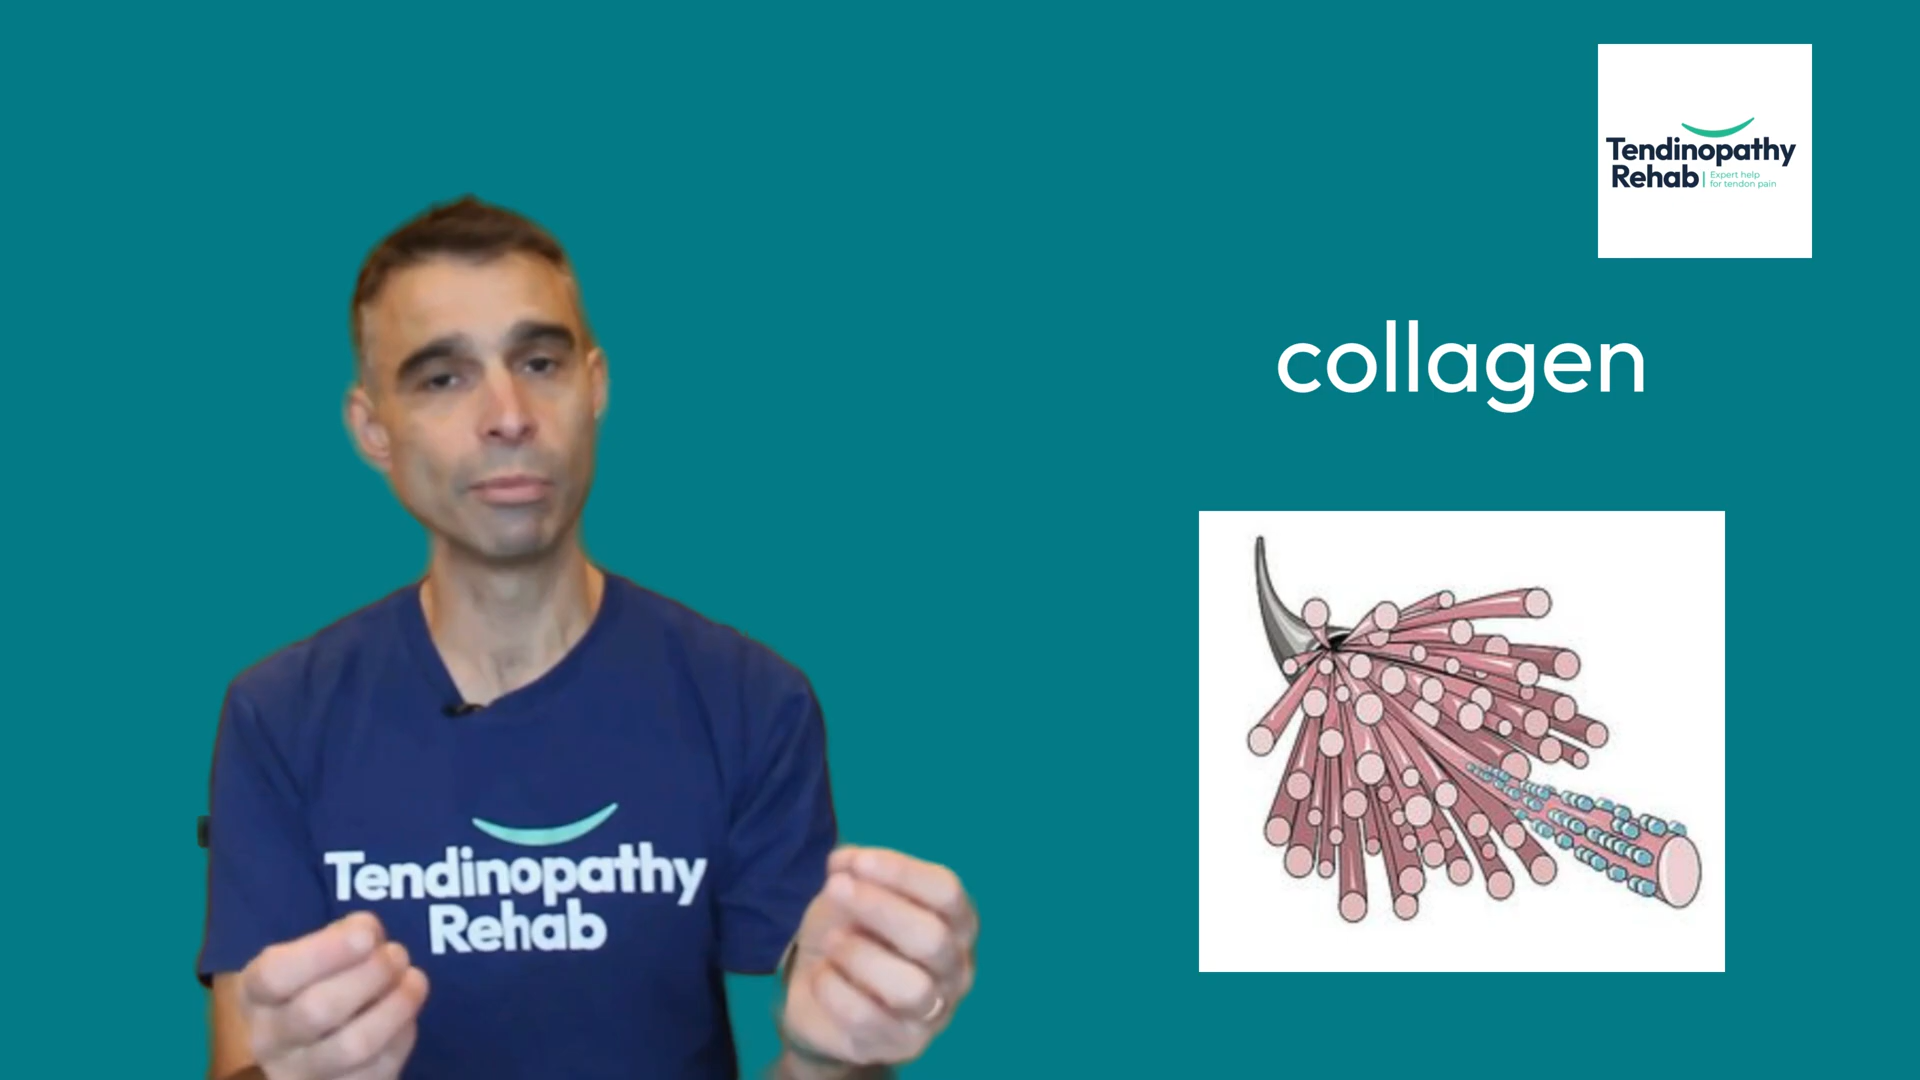 Tendinopathy
Rehab
Expert help
for tendon pain
collagen
Tendinopathy
Rehab